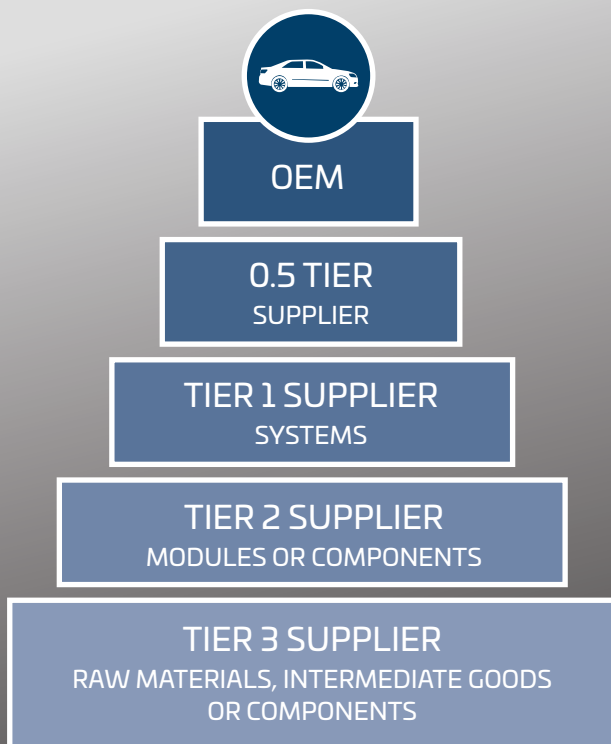 OEM
0.5 TIER
SUPPLIER
TIER 1 SUPPLIER
SYSTEMS
TIER 2 SUPPLIER
MODULES OR COMPONENTS
TIER 3 SUPPLIER
RAW MATERIALS, INTERMEDIATE GOODS
OR COMPONENTS